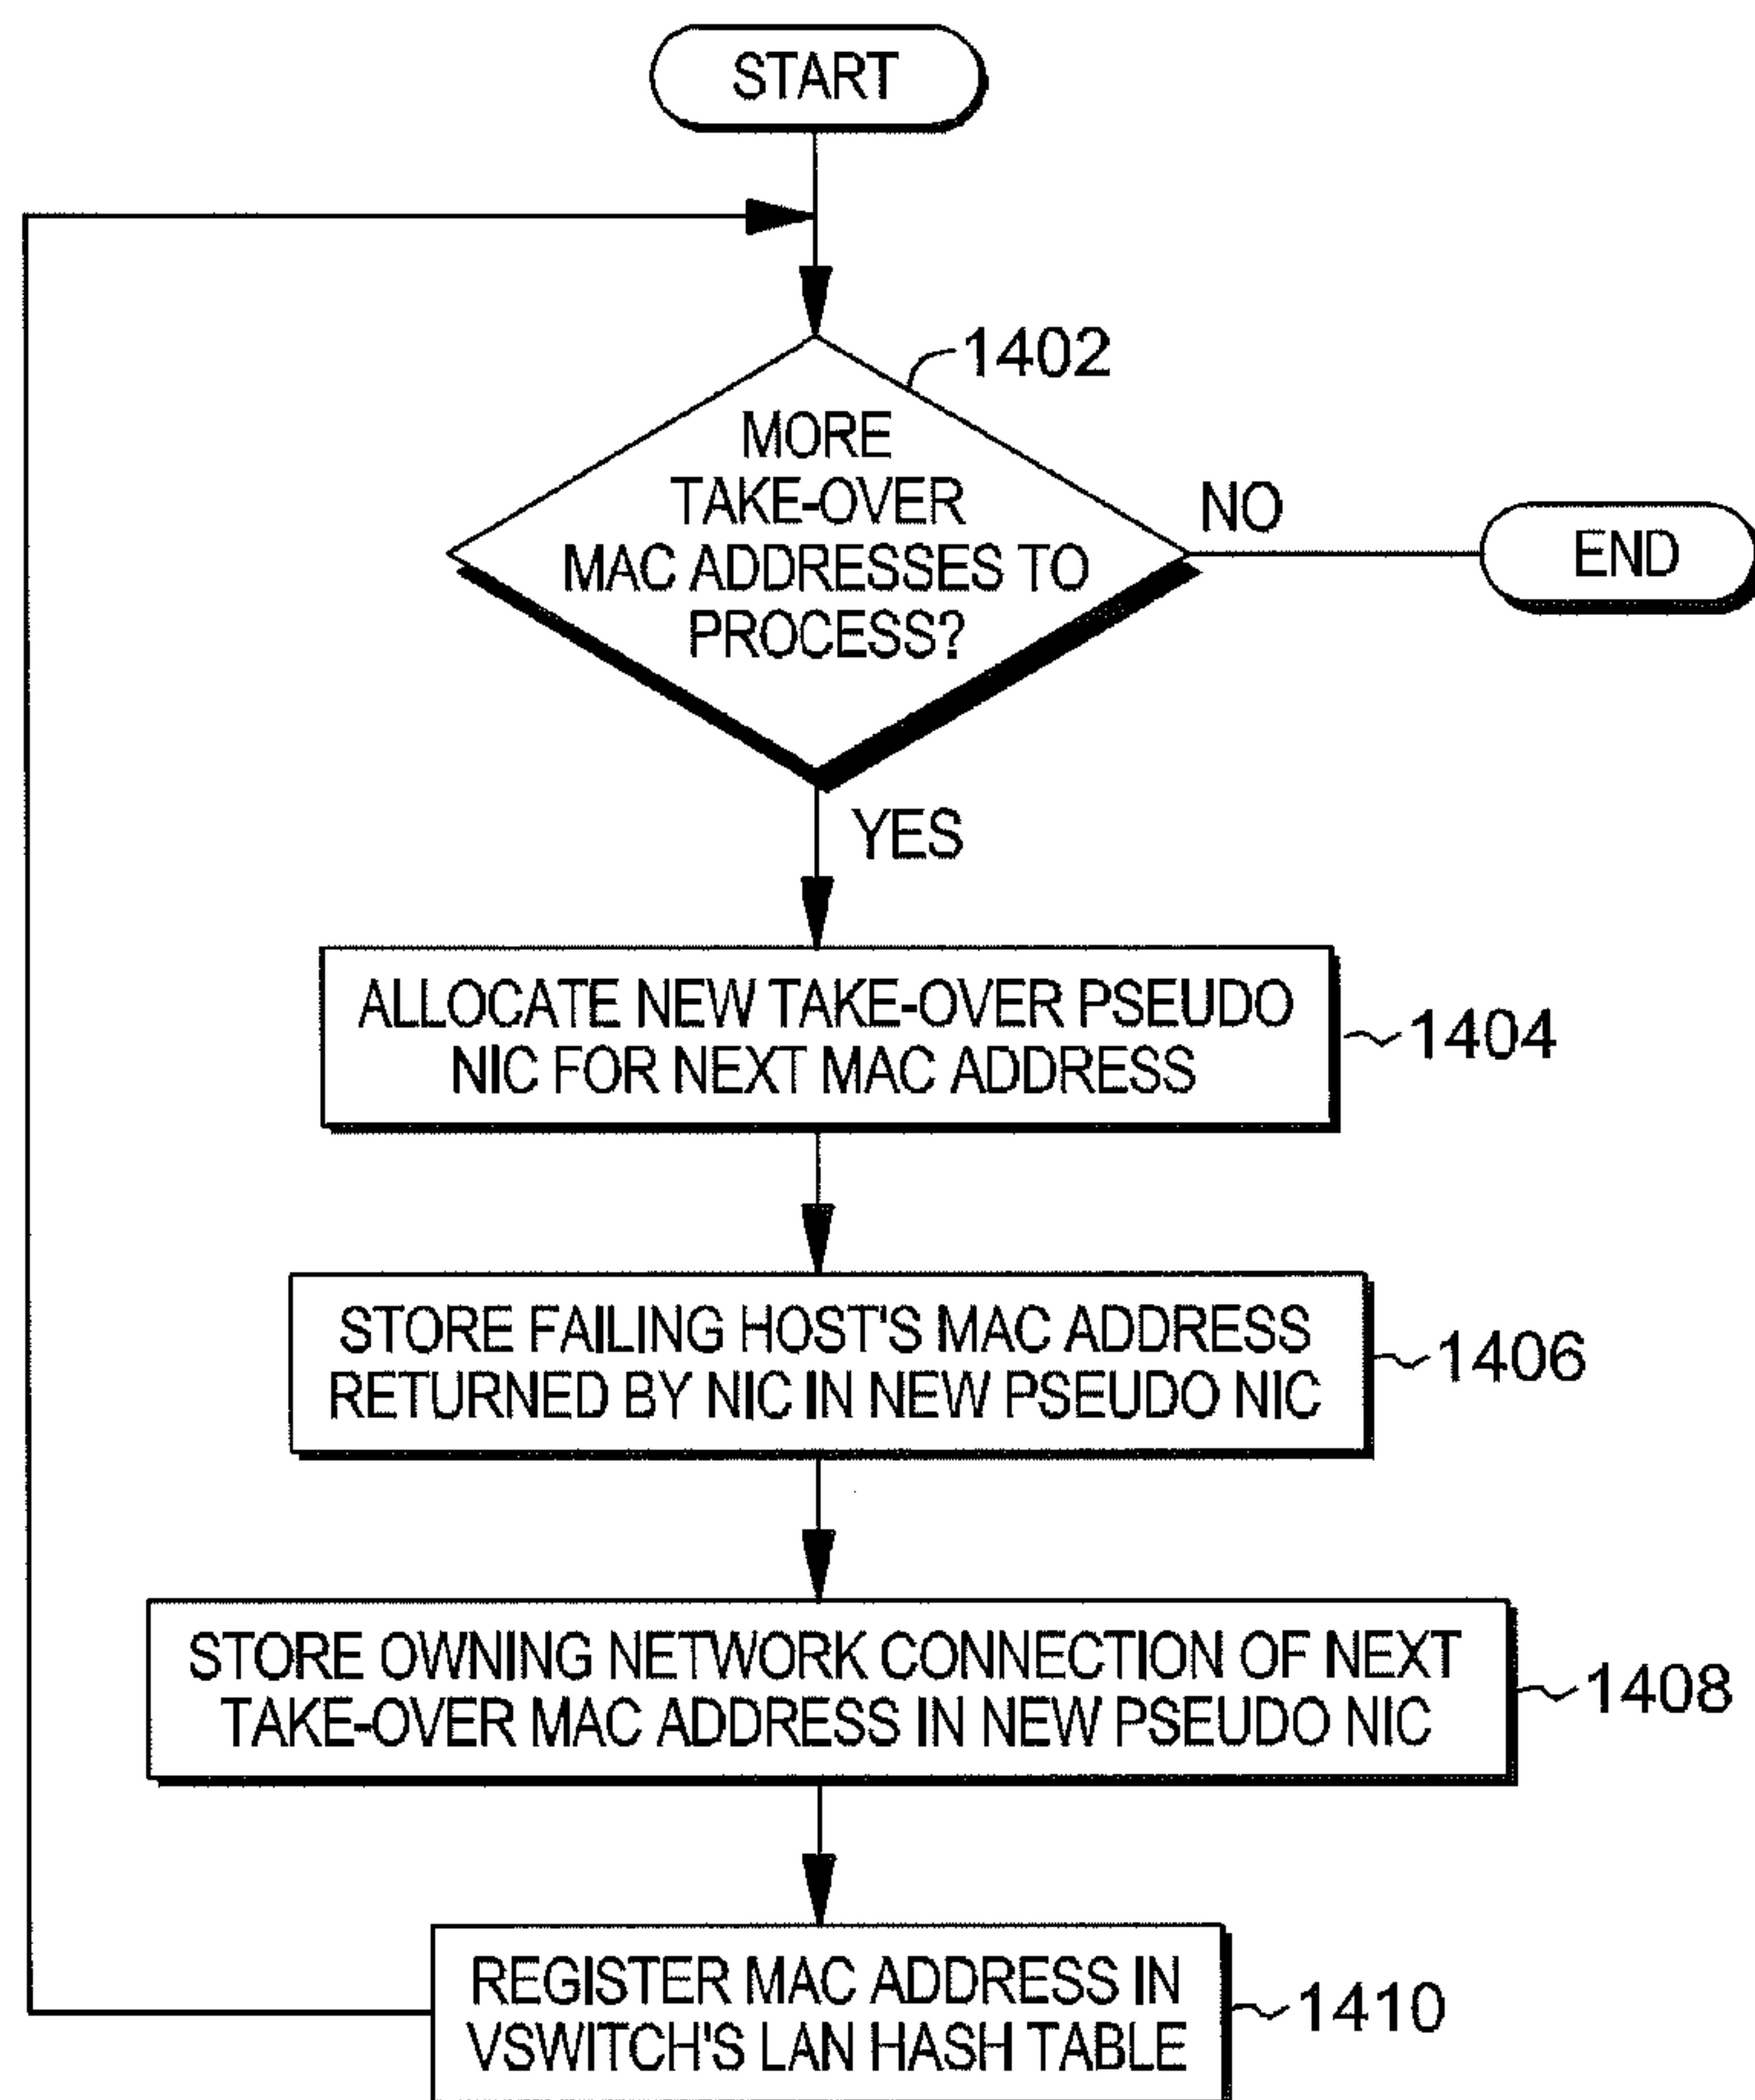 START
1402
MORE
TAKE-OVER
MAC ADDRESSES TO
PROCESS?
NO
END
YES
ALLOCATE NEW TAKE-OVER PSEUDO
NIC FOR NEXT MAC ADDRESS
1404
STORE FAILING HOST'S MAC ADDRESS
RETURNED BY NIC IN NEW PSEUDO NIC
1406
STORE OWNING NETWORK CONNECTION OF NEXT
TAKE-OVER MAC ADDRESS IN NEW PSEUDO NIC
1408
REGISTER MAC ADDRESS IN
VSWITCH'S LAN HASH TABLE
1410